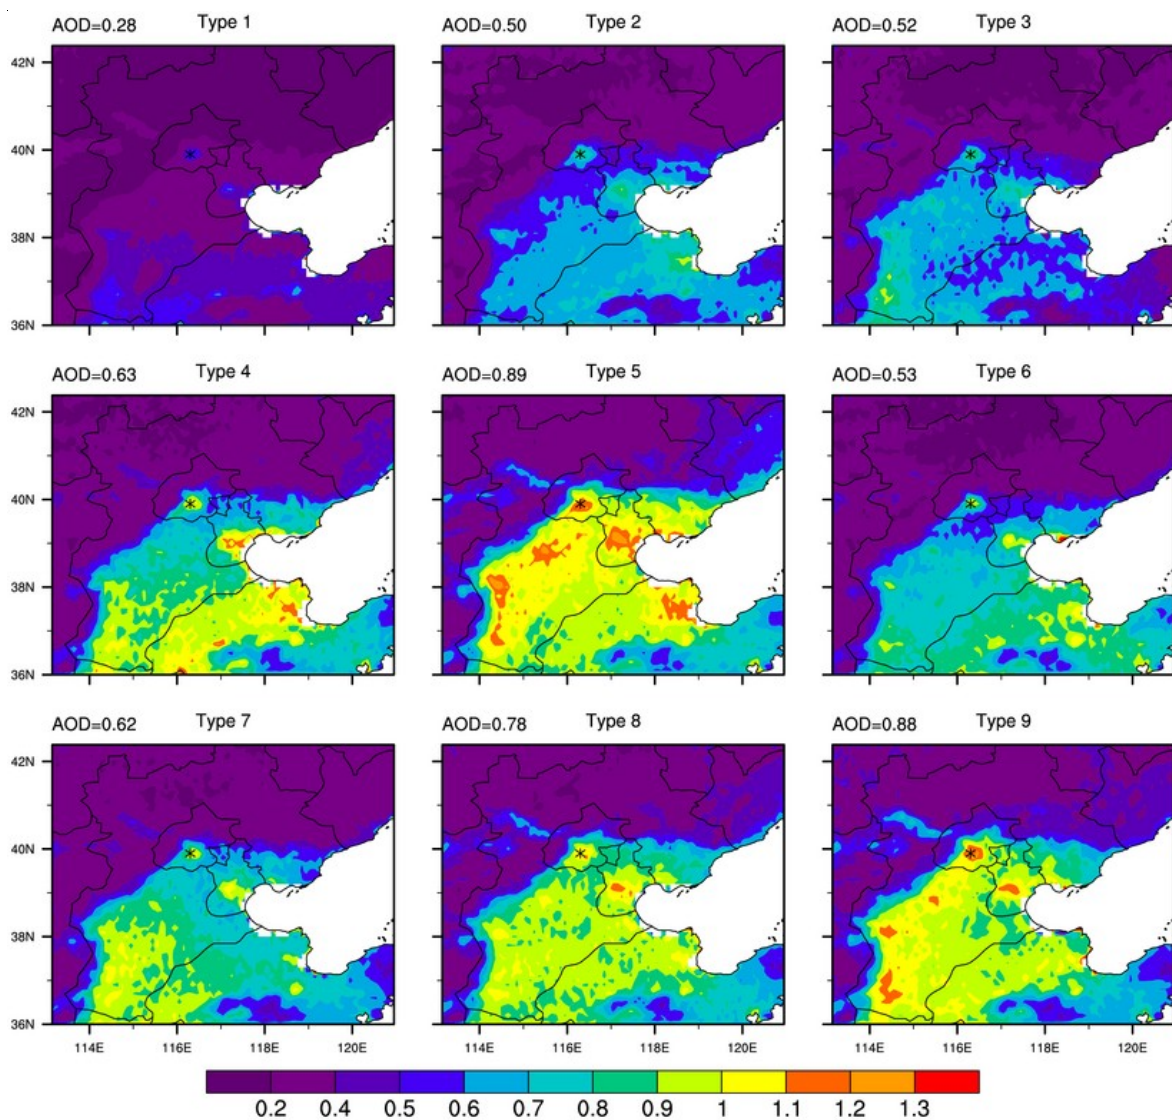 AOD=0.28 Type 1
AOD=0.50 Type 2
AOD=0.52 Type 3
42N
40N
38N
36N
AOD=0.63 Type 4
AOD=0.89 Type 5
AOD=0.53 Type 6
42N
40N
38N
36N
AOD=0.62 Type 7
AOD=0.78 Type 8
AOD=0.88 Type 9
42N
40N
38N
36N
114E 116E 118E 120E
114E 116E 118E 120E
114E 116E 118E 120E
0.2 0.4 0.5 0.6 0.7 0.8 0.9 1 1.1 1.2 1.3